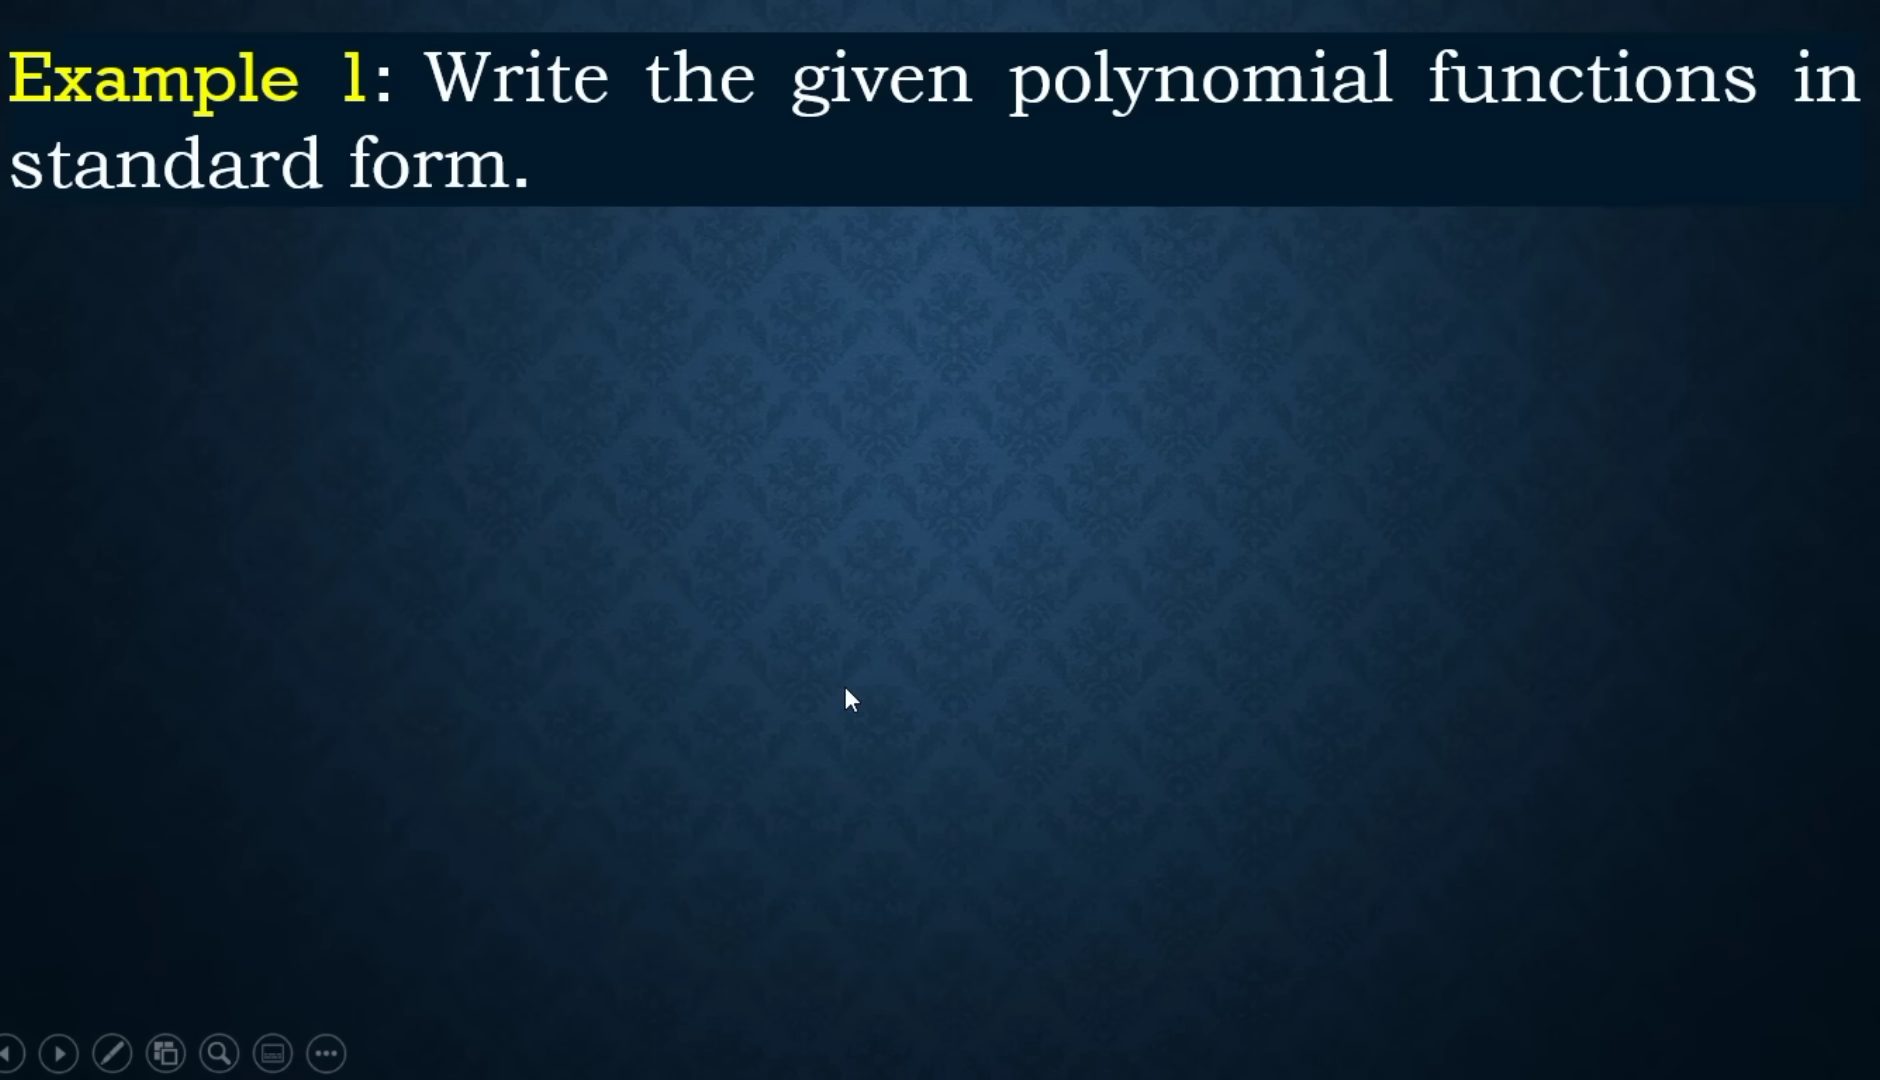 Example 1: Write the given polynomial functions in
standard form.